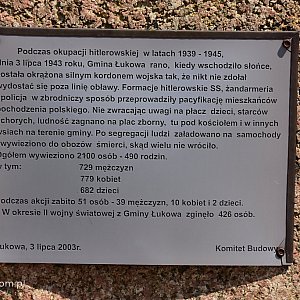 Podczas okupacji hitlerowskiej w latach 1939 - 1945,
dnia 3 lipca 1943 roku, Gmina Łukowa rano, kiedy wschodziło słońce,
ostała okrążona silnym kordonem wojska tak, że nikt nie zdołał
wydostać się poza linię obławy. Formacje hitlerowskie SS, żandarmeria
policja w zbrodniczy sposób przeprowadziły pacyfikację mieszkańców
pochodzenia polskiego. Nie zwracając uwagi na płacz dzieci, starców
chorych, ludność zagnano na plac zborny, tu pod kościołem i w innych
wsiach na terenie gminy. Po segregacji ludzi załadowano na samochody
wywieziono do obozów śmierci, skąd wielu nie wróciło.
Ogółem wywieziono 2100 osób - 490 rodzin.
w tym: 729 mężczyzn
779 kobiet
682 dzieci
Podczas akcji zabito 51 osób - 39 mężczyzn, 10 kobiet i 2 dzieci.
W okresie II wojny światowej z Gminy Łukowa zginęło 426 osób.
Łukowa, 3 lipca 2003r. Komitet Budowy
om.pl